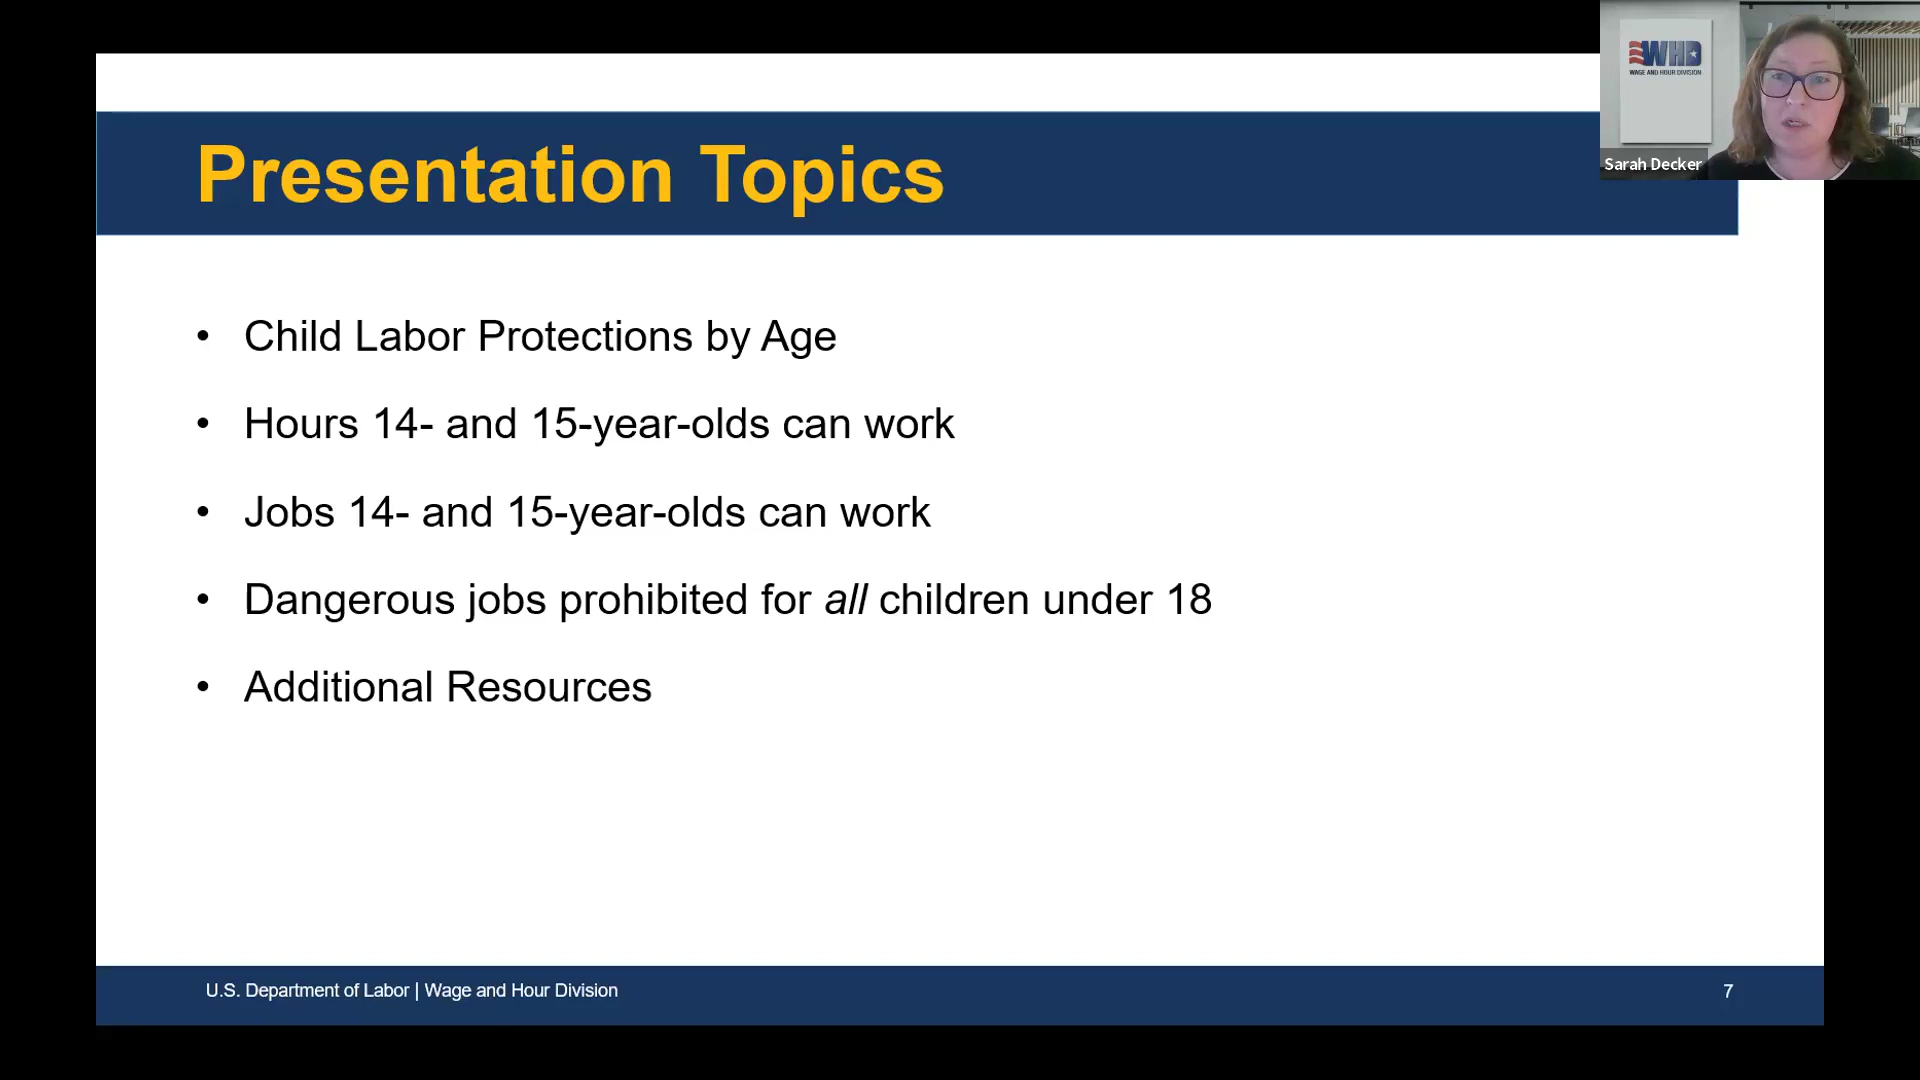 WHD
WAGE AND HOUR DIVISION
Sarah Decker
Presentation Topics
• Child Labor Protections by Age
• Hours 14- and 15-year-olds can work
• Jobs 14- and 15-year-olds can work
• Dangerous jobs prohibited for all children under 18
• Additional Resources
U.S. Department of Labor | Wage and Hour Division
7